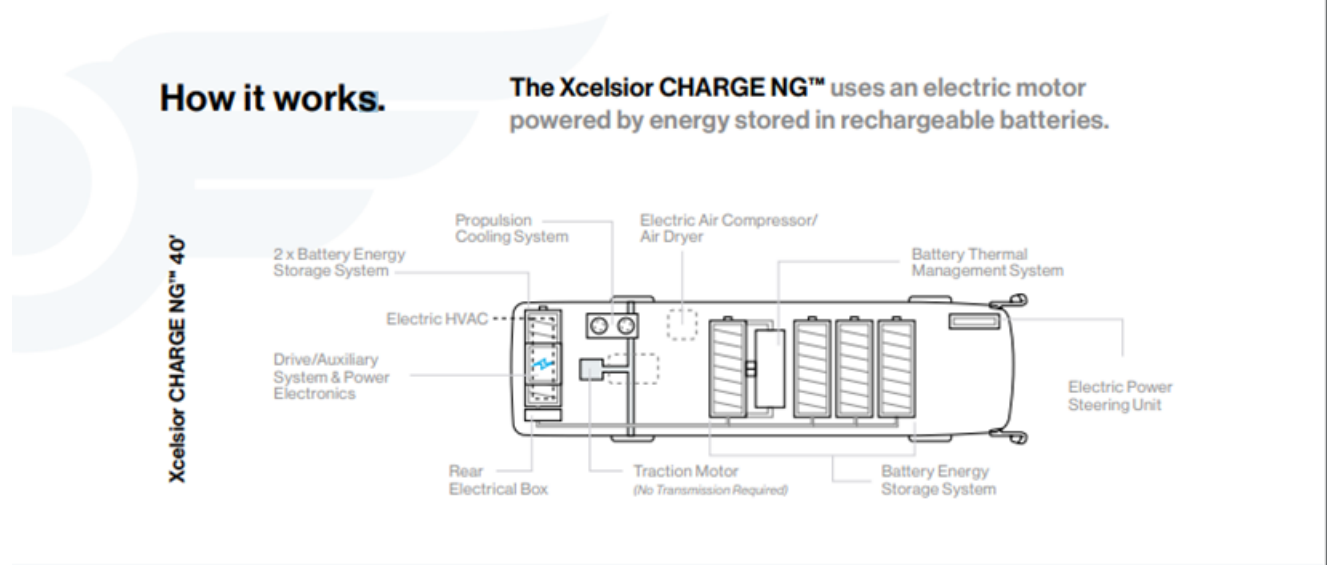 How it works.
The Xcelsior CHARGE NG™ uses an electric motor
powered by energy stored in rechargeable batteries.
Xcelsior CHARGE NG™ 40'
Propulsion
Cooling System
Electric Air Compressor/
Air Dryer
2 x Battery Energy
Storage System
Battery Thermal
Management System
Electric HVAC
Drive/Auxiliary
System & Power
Electronics
Electric Power
Steering Unit
Rear
Electrical Box
Traction Motor
(No Transmission Required)
Battery Energy
Storage System